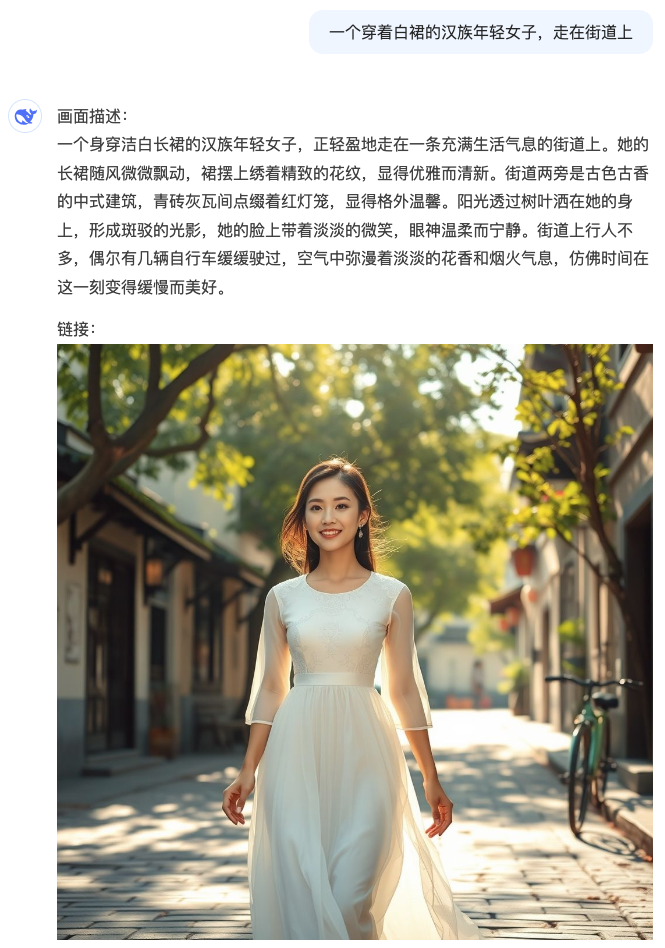 一个穿着白裙的汉族年轻女子，走在街道上
画面描述：
一个身穿洁白长裙的汉族年轻女子，正轻盈地走在一条充满生活气息的街道上。她的
长裙随风微微飘动，裙摆上绣着精致的花纹，显得优雅而清新。街道两旁是古色古香
的中式建筑，青砖灰瓦间点缀着红灯笼，显得格外温馨。阳光透过树叶洒在她的身
上，形成斑驳的光影，她的脸上带着淡淡的微笑，眼神温柔而宁静。街道上行人不
多，偶尔有几辆自行车缓缓驶过，空气中弥漫着淡淡的花香和烟火气息，仿佛时间在
这一刻变得缓慢而美好。
链接：